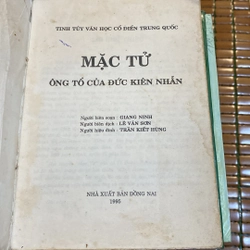 TINH TÚY VĂN HỌC CỔ ĐIỂN TRUNG QUỐC
MẶC TỬ
ÔNG TỔ CỦA ĐỨC KIÊN NHẪN
Người biên soạn : GIANG NINH
Người biên dịch : LÊ VĂN SƠN
Người hiệu đính : TRẦN KIẾT HÙNG
NHÀ XUẤT BẢN ĐỒNG NAI
1995